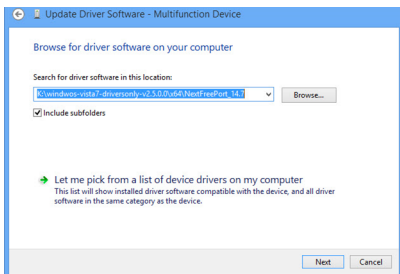 Update Driver Software - Multifunction Device
Browse for driver software on your computer
Search for driver software in this location:
K:\windwos-vista7-driversonly-v2.5.0.0\x64\NextFreePort_14.7
Browse...
Include subfolders
Let me pick from a list of device drivers on my computer
This list will show installed driver software compatible with the device, and all driver
software in the same category as the device.
Next Cancel